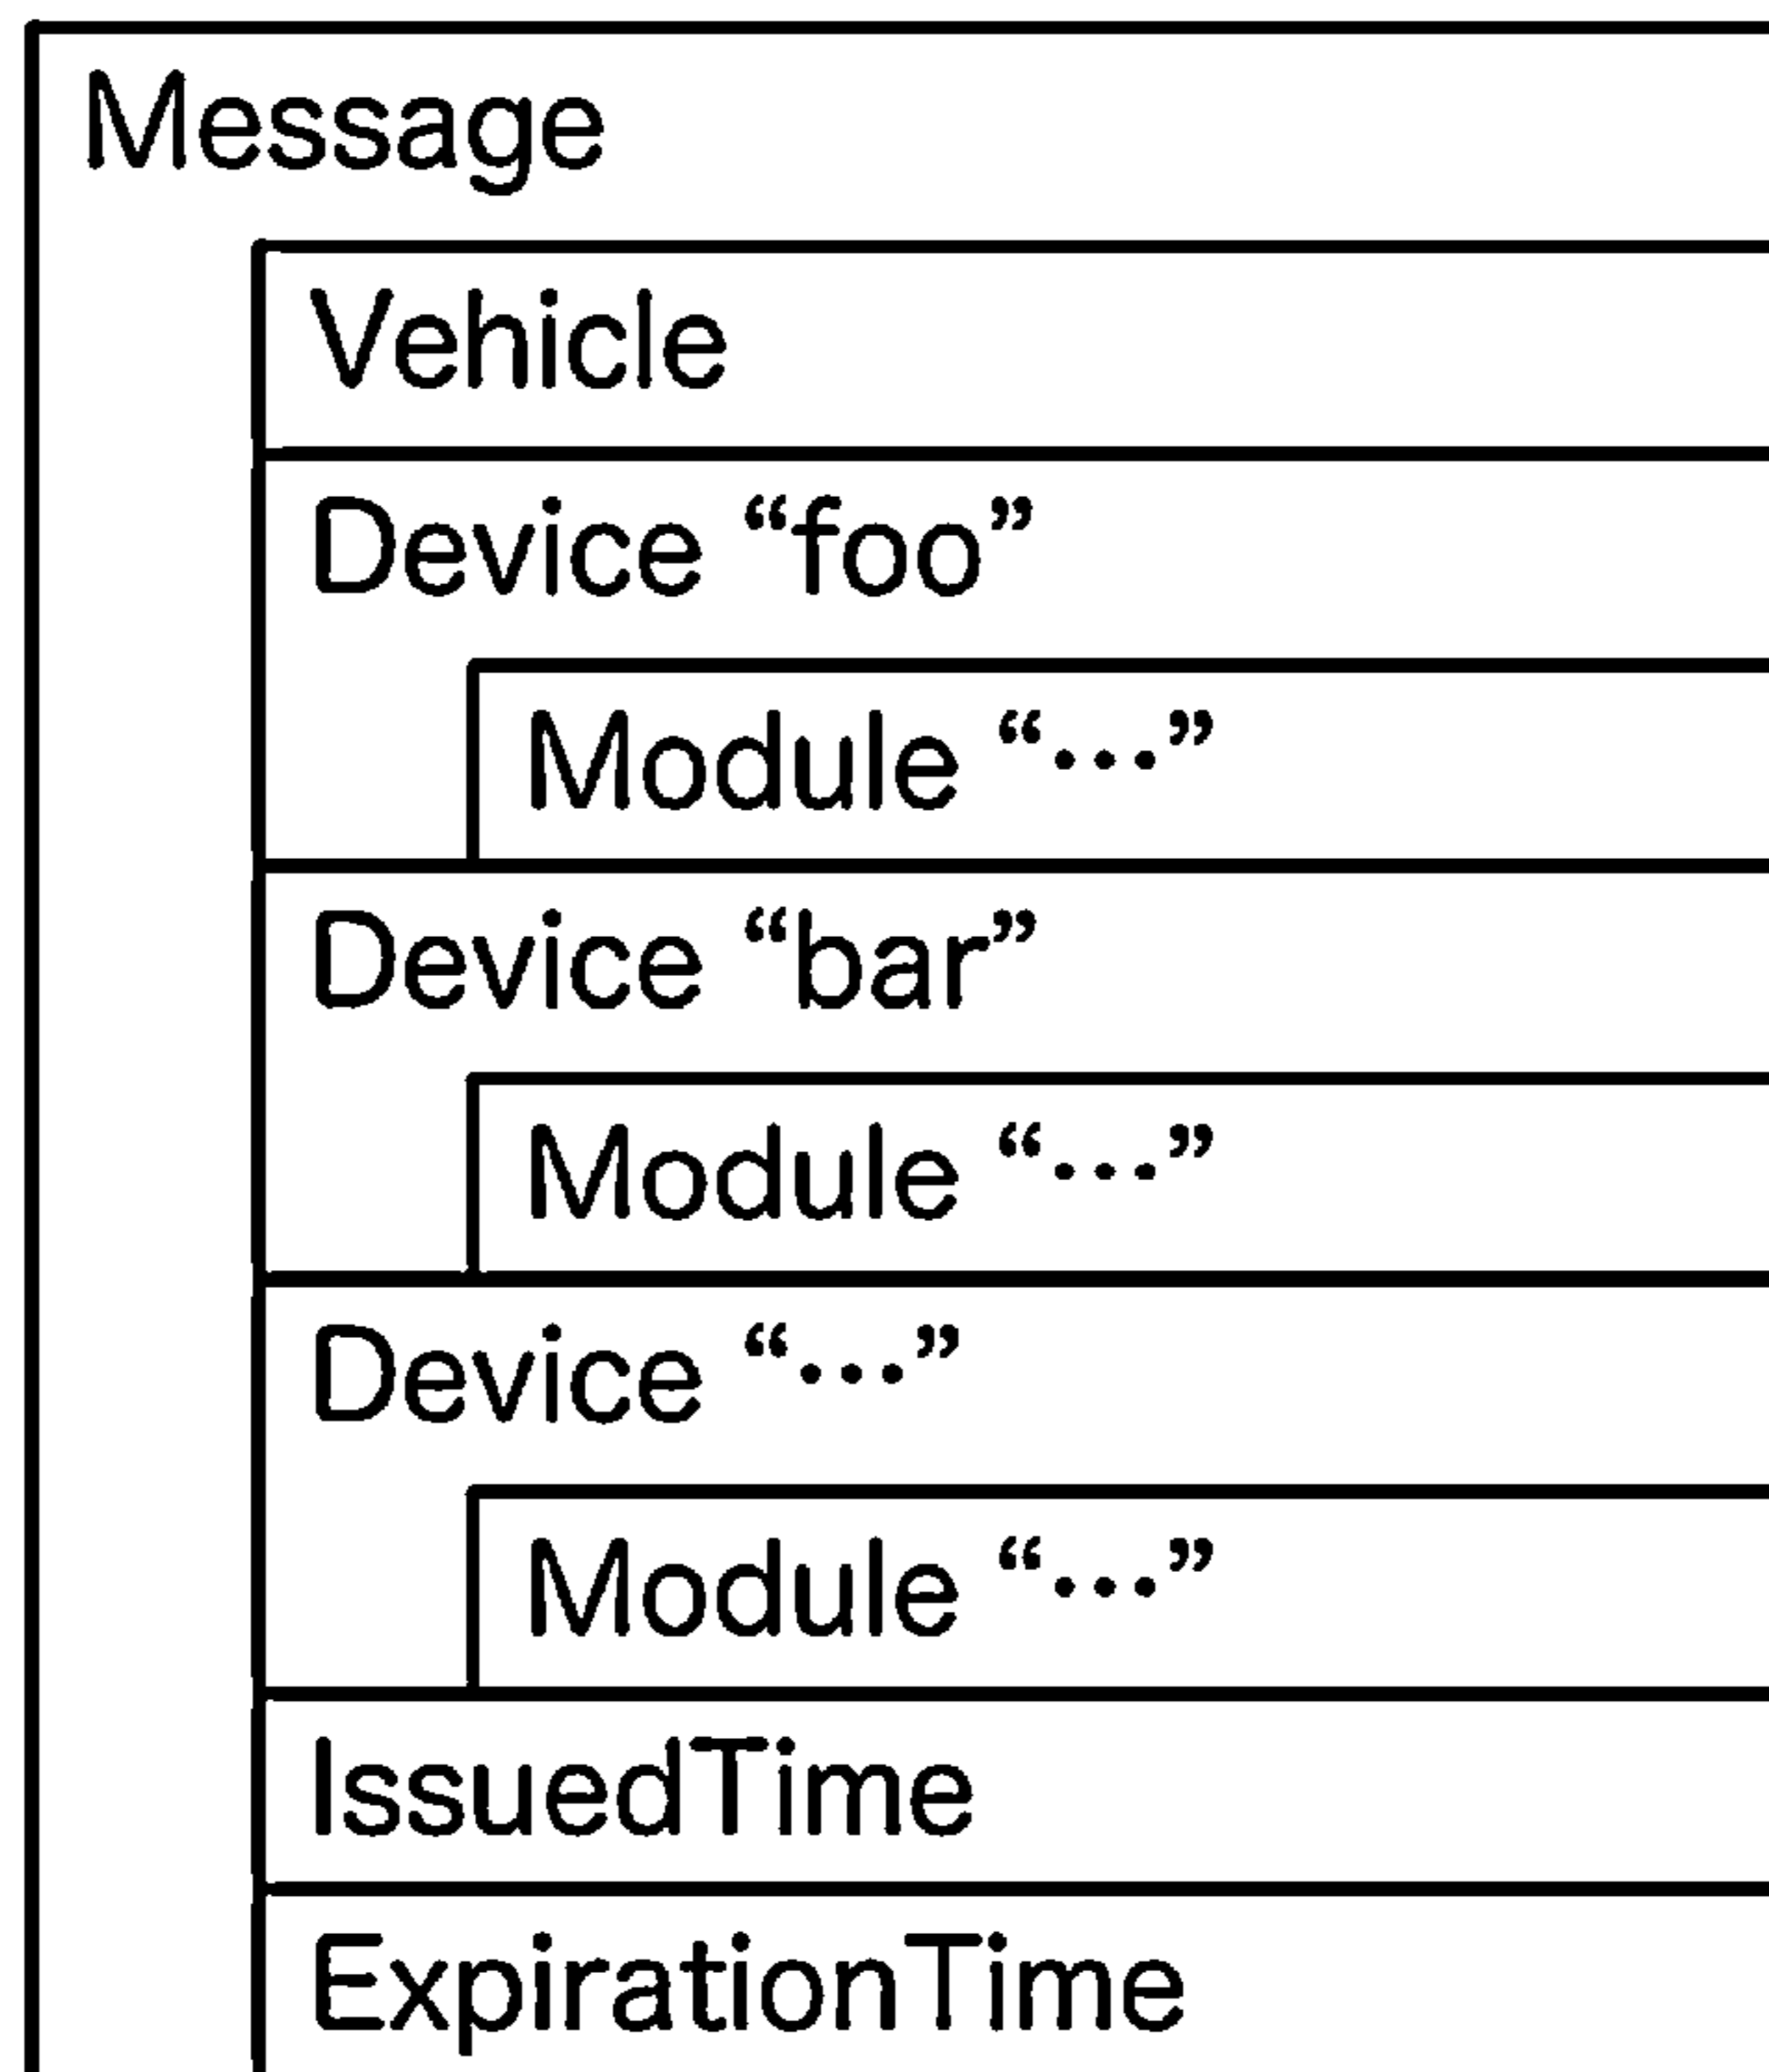 Message
Vehicle
Device “foo”
Module “···”
Device “bar”
Module “···”
Device “···”
Module “···”
IssuedTime
ExpirationTime